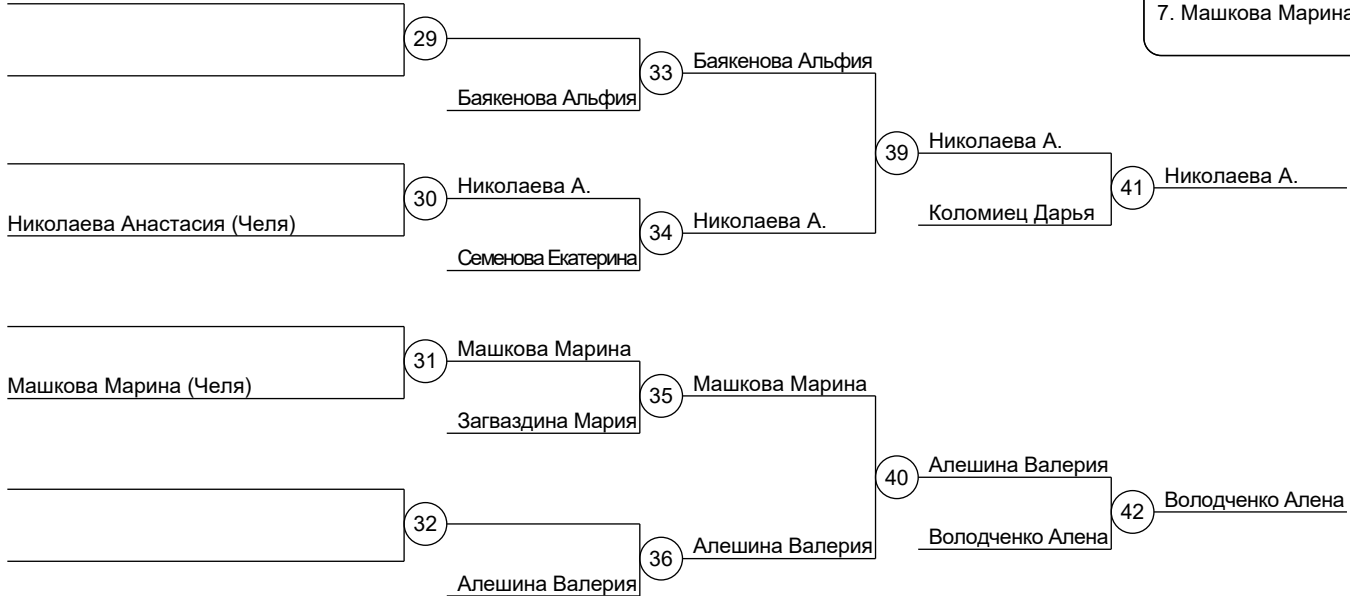 7. Машкова Марина
29
33
Баякенова Альфия
Баякенова Альфия
39
Николаева А.
30
Николаева А.
41
Николаева А.
Николаева Анастасия (Челя)
34
Николаева А.
Коломиец Дарья
Семенова Екатерина
31
Машкова Марина
Машкова Марина (Челя)
35
Машкова Марина
Загваздина Мария
40
Алешина Валерия
32
42
Володченко Алена
36
Алешина Валерия
Володченко Алена
Алешина Валерия